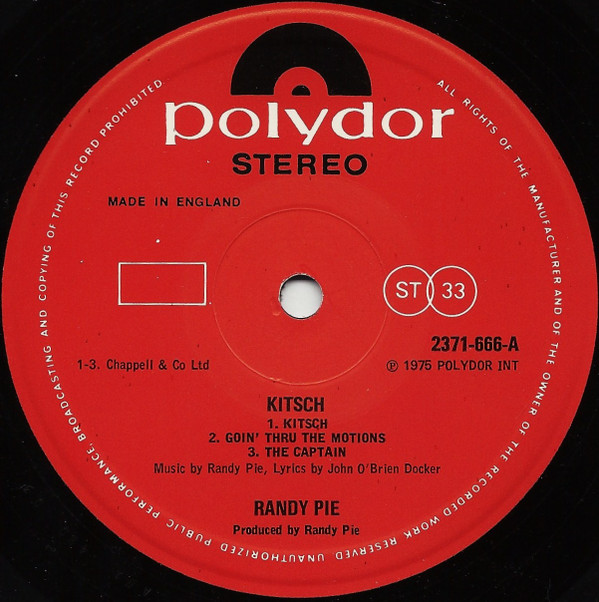 polydor
STEREO
MADE IN ENGLAND
ST 33
2371-666-A
1-3. Chappell & Co Ltd
℗ 1975 POLYDOR INT
KITSCH
1. KITSCH
2. GOIN' THRU THE MOTIONS
3. THE CAPTAIN
Music by Randy Pie, Lyrics by John O'Brien Docker
RANDY PIE
Produced by Randy Pie
ALL RIGHTS OF THE MANUFACTURER AND OF THE OWNER OF THE RECORDED WORK RESERVED UNAUTHORIZED PUBLIC PERFORMANCE, BROADCASTING AND COPYING OF THIS RECORD PROHIBITED